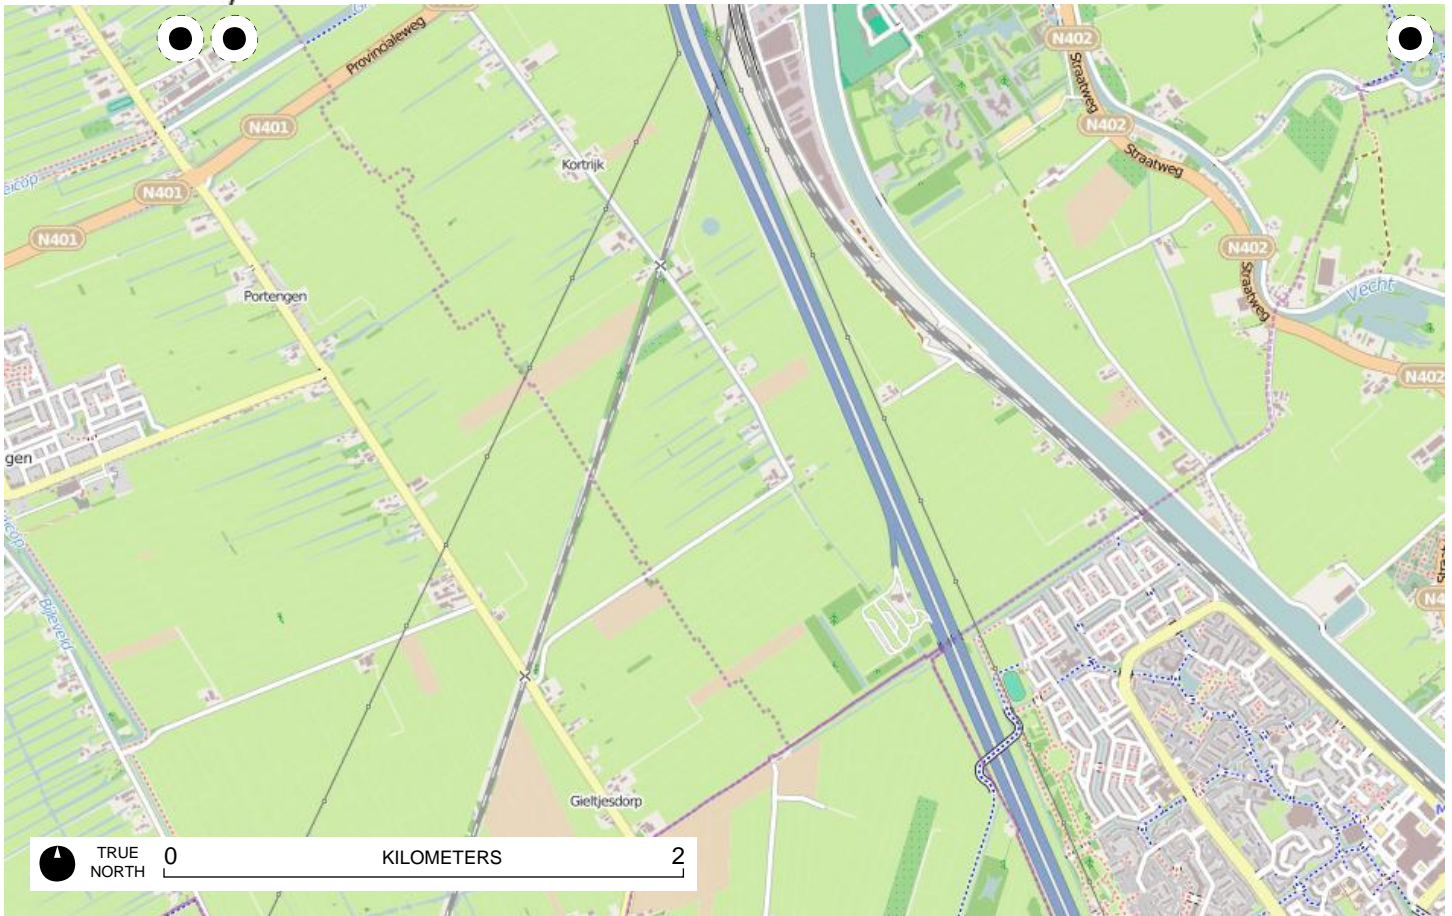 Provincialeweg
N402
Straatweg
N401
N402
Straatweg
Kortrijk
eicop
N401
N401
N402
Straatweg
Vecht
Portengen
N402
gen
Bijleveld
Gieltjesdorp
TRUE NORTH
0 KILOMETERS 2